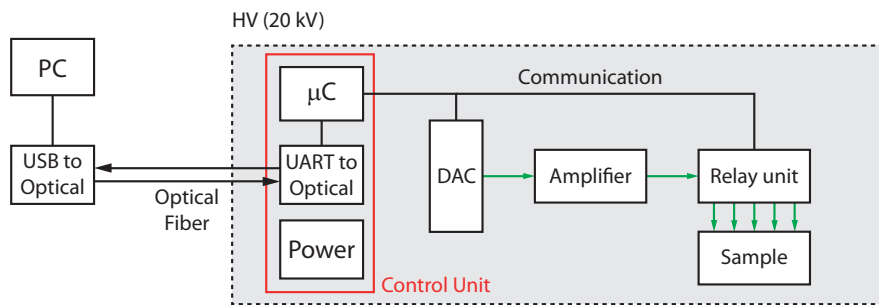 HV (20 kV)
PC
μC
Communication
USB to
Optical
UART to
Optical
DAC
Amplifier
Relay unit
Optical
Fiber
Power
Sample
Control Unit